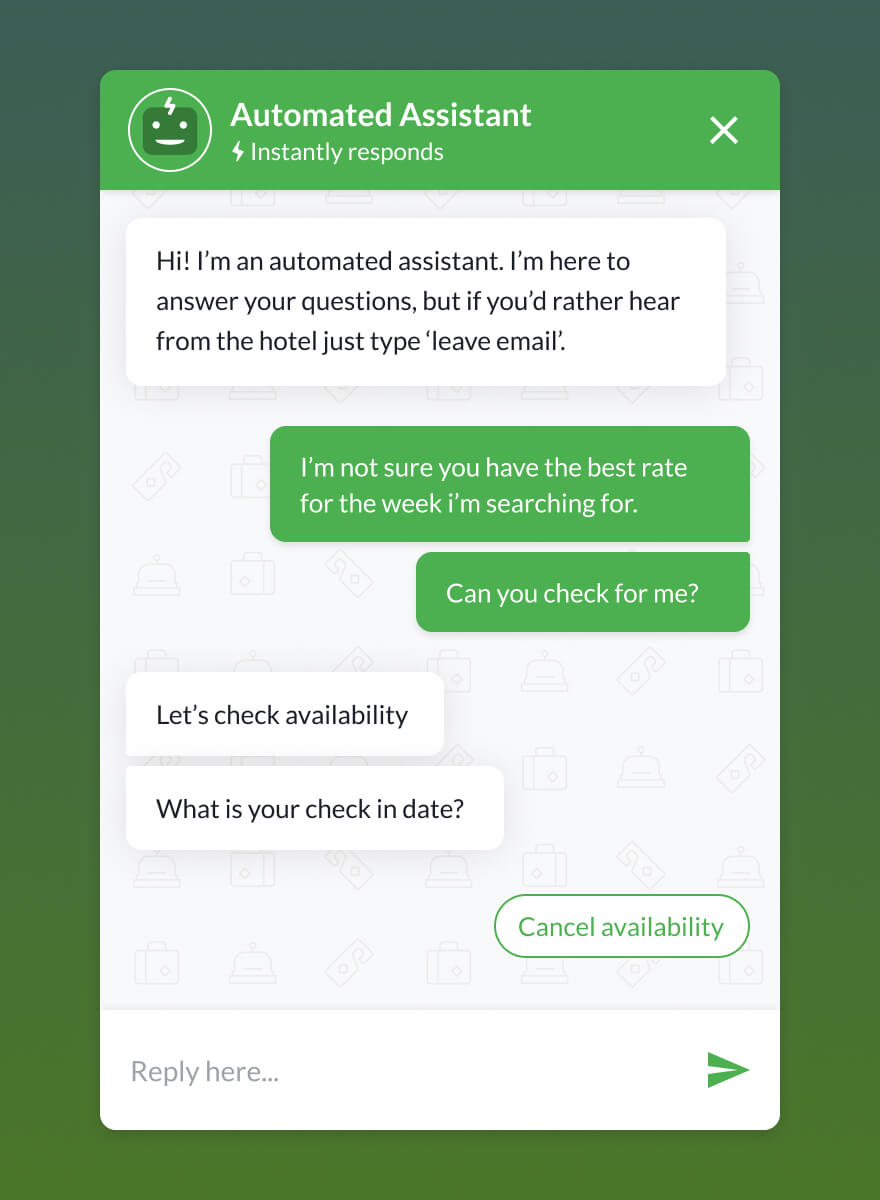 Automated Assistant
Instantly responds
Hi! I’m an automated assistant. I’m here to
answer your questions, but if you’d rather hear
from the hotel just type ‘leave email’.
I’m not sure you have the best rate
for the week i’m searching for.
Can you check for me?
Let’s check availability
What is your check in date?
Cancel availability
Reply here...